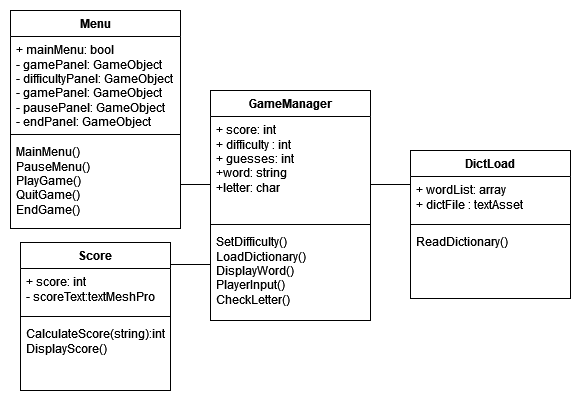 Menu
+ mainMenu: bool
- gamePanel: GameObject
- difficultyPanel: GameObject
- gamePanel: GameObject
- pausePanel: GameObject
- endPanel: GameObject
MainMenu()
PauseMenu()
PlayGame()
QuitGame()
EndGame()
GameManager
+ score: int
+ difficulty : int
+ guesses: int
+word: string
+letter: char
SetDifficulty()
LoadDictionary()
DisplayWord()
PlayerInput()
CheckLetter()
DictLoad
+ wordList: array
+ dictFile : textAsset
ReadDictionary()
Score
+ score: int
- scoreText:textMeshPro
CalculateScore(string):int
DisplayScore()